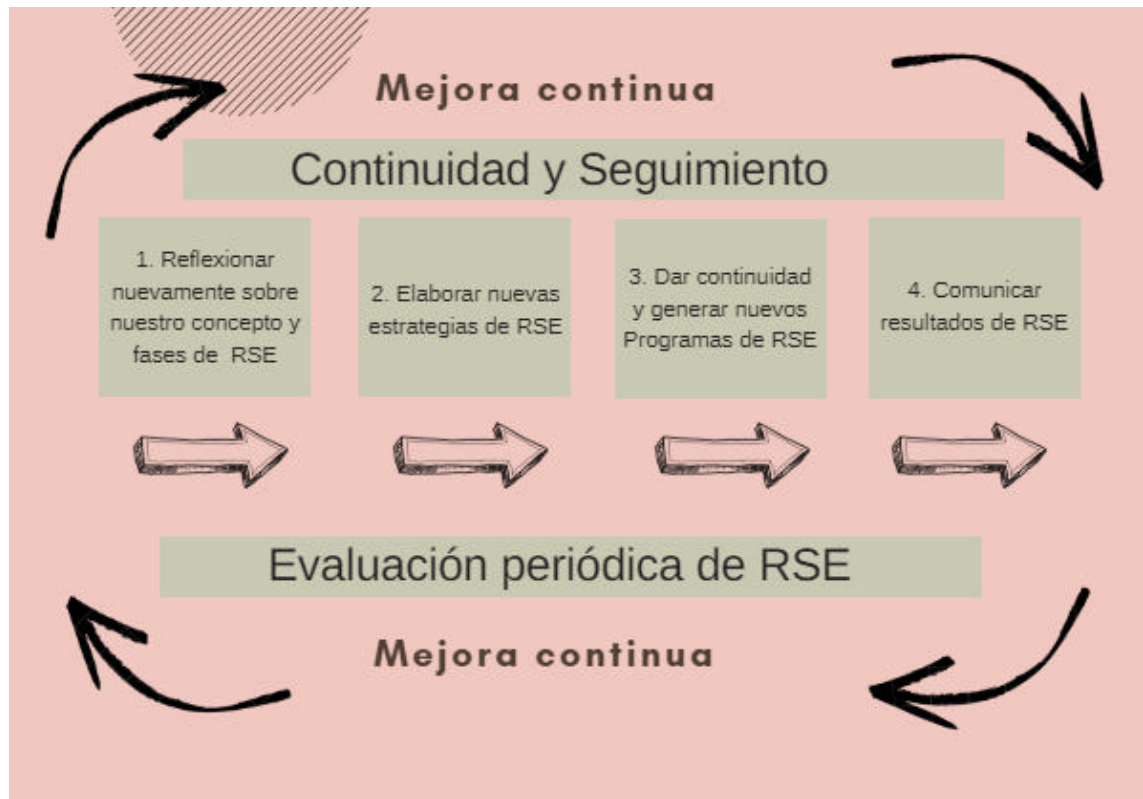 Mejora continua
Continuidad y Seguimiento
1. Reflexionar
nuevamente sobre
nuestro concepto y
fases de RSE
2. Elaborar nuevas
estrategias de RSE
3. Dar continuidad
y generar nuevos
Programas de RSE
4. Comunicar
resultados de RSE
Evaluación periódica de RSE
Mejora continua